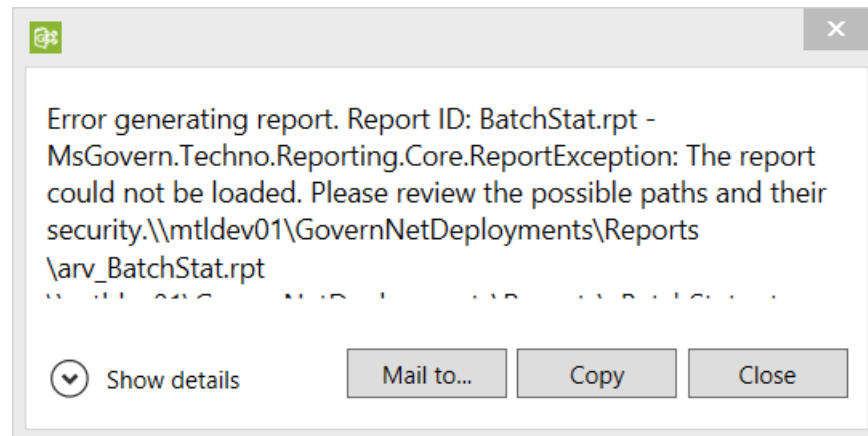 Error generating report. Report ID: BatchStat.rpt -
MsGovern.Techno.Reporting.Core.ReportException: The report
could not be loaded. Please review the possible paths and their
security.\\mtldev01\GovernNetDeployments\Reports
\arv_BatchStat.rpt
Show details
Mail to...
Copy
Close